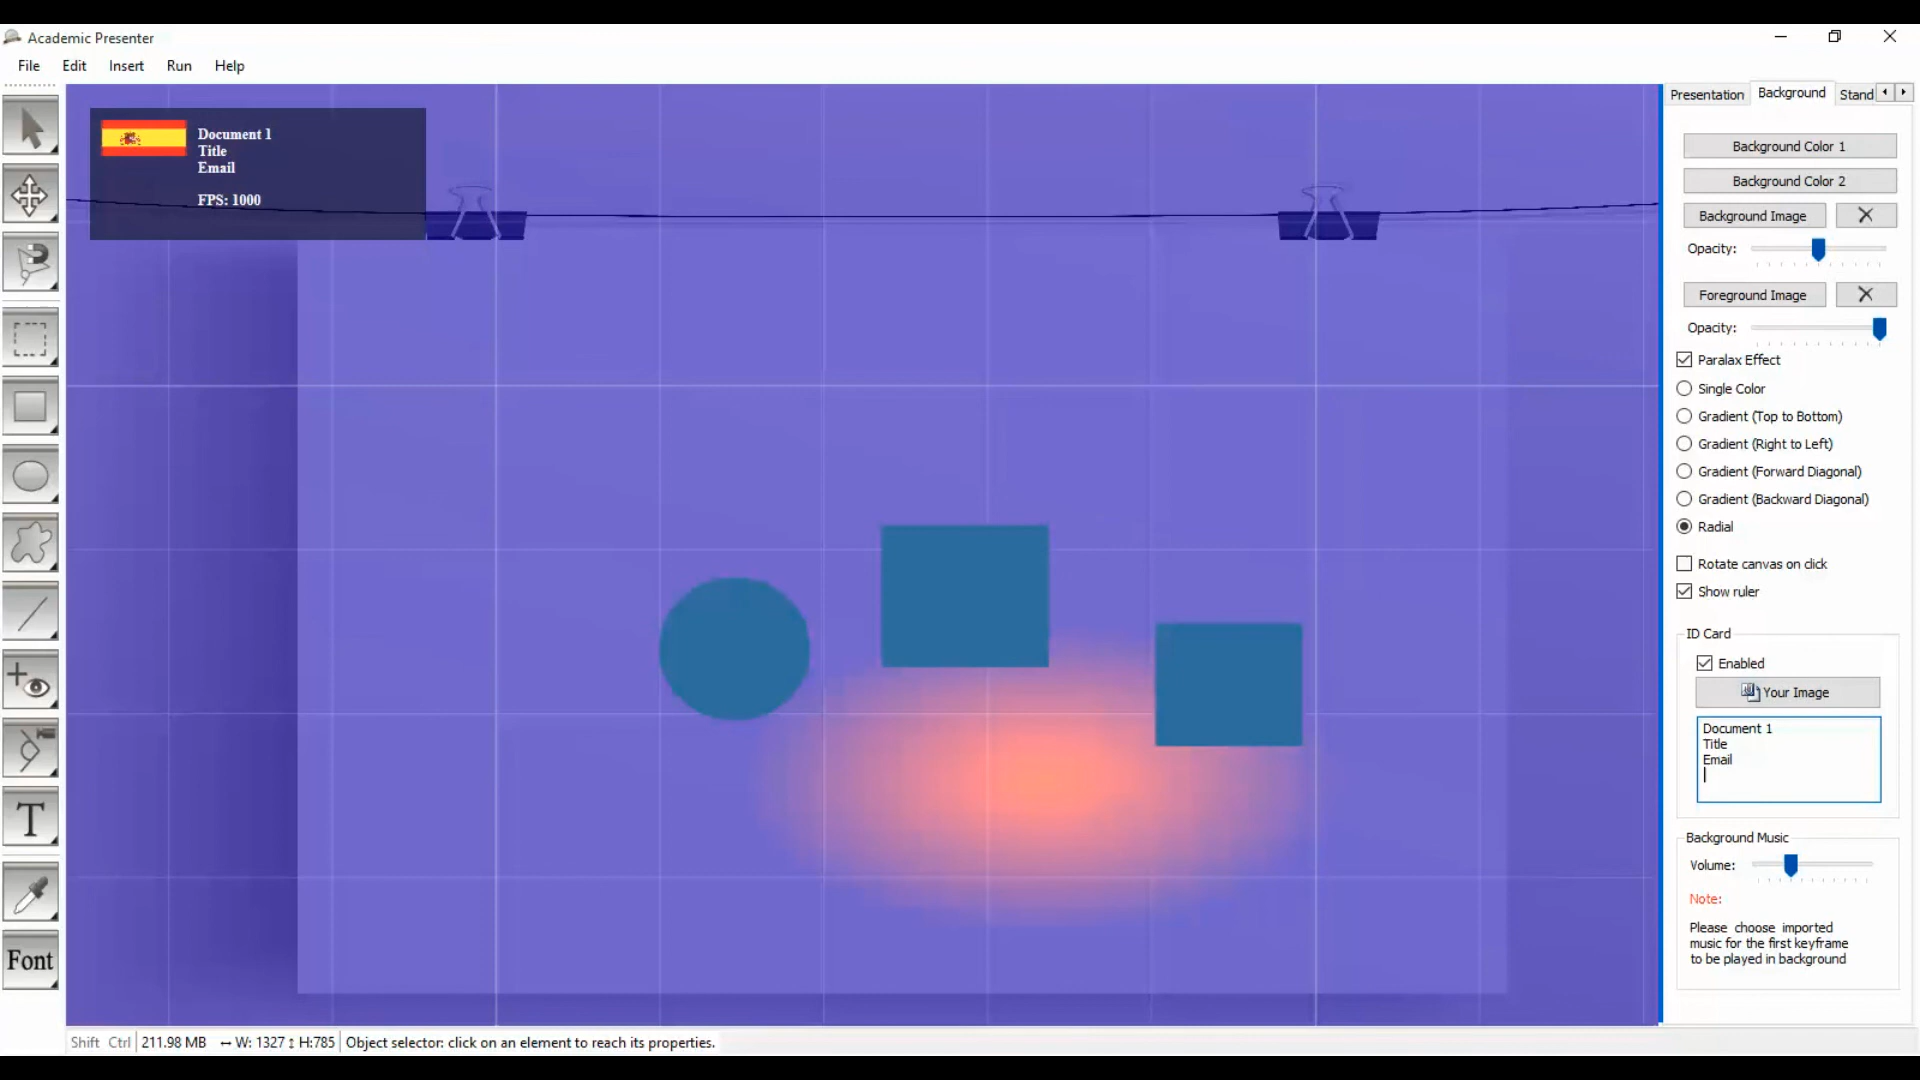 Academic Presenter
File Edit Insert Run Help
Document 1
Title
Email
FPS: 1000
T
Font
Presentation Background Stand
Background Color 1
Background Color 2
Background Image
Opacity:
Foreground Image
Opacity:
Paralax Effect
Single Color
Gradient (Top to Bottom)
Gradient (Right to Left)
Gradient (Forward Diagonal)
Gradient (Backward Diagonal)
Radial
Rotate canvas on click
Show ruler
ID Card
Enabled
Your Image
Document 1
Title
Email
Background Music
Volume:
Note:
Please choose imported
music for the first keyframe
to be played in background
Shift Ctrl 211.98 MB ↔ W: 1327 ↕ H:785 Object selector: click on an element to reach its properties.